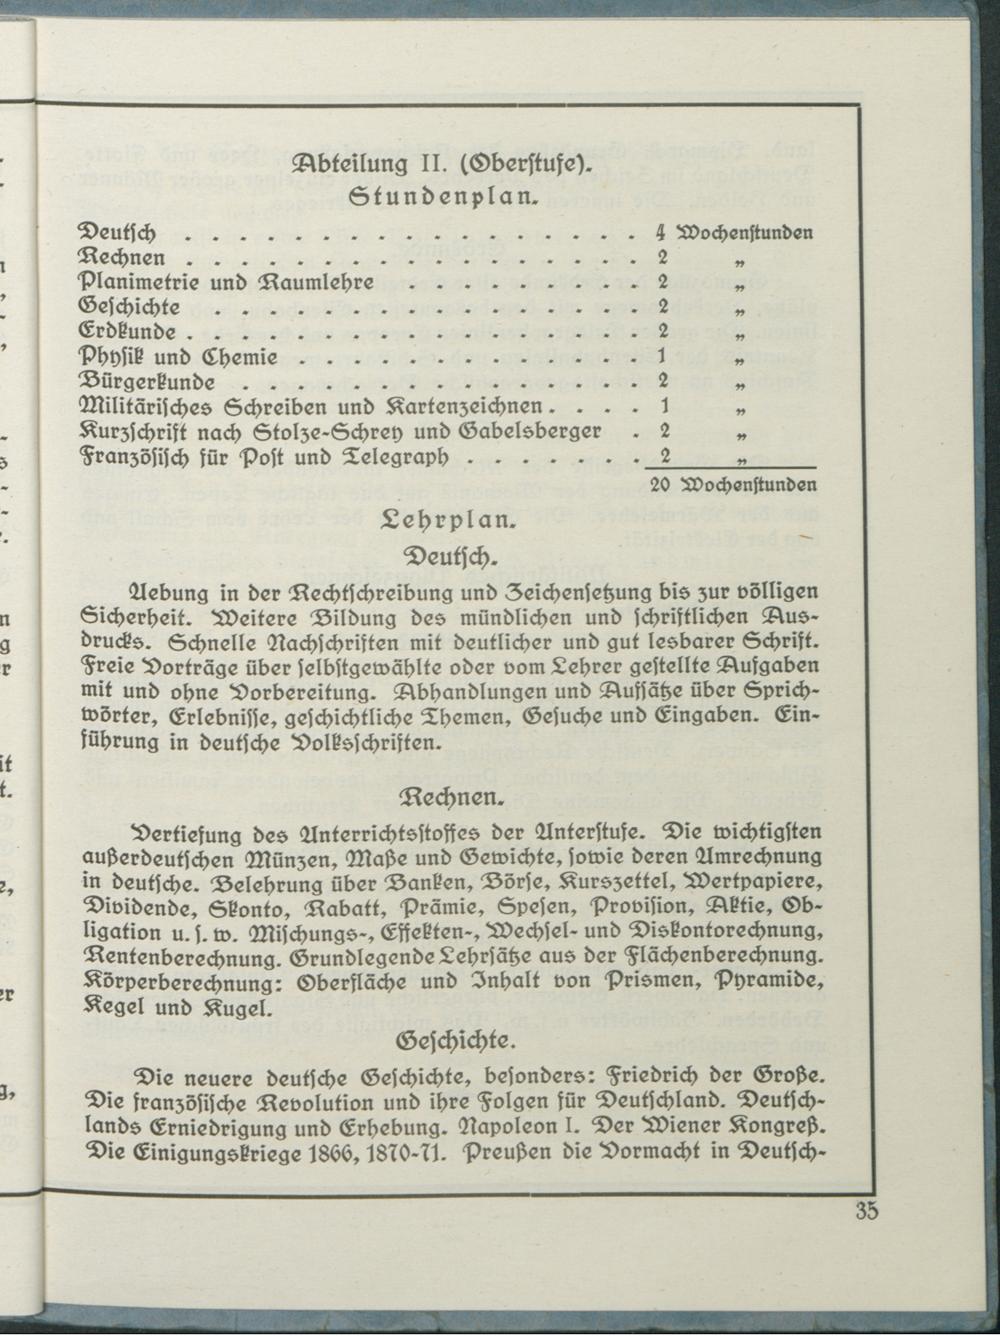 Abteilung II. (Oberstufe).
Stundenplan.
Deutsch . . . . . . . . . . . . . . . . . 4 Wochenstunden
Rechnen . . . . . . . . . . . . . . . . . 2 „
Planimetrie und Raumlehre . . . . . . . . 2 „
Geschichte . . . . . . . . . . . . . . . . 2 „
Erdkunde . . . . . . . . . . . . . . . . . 2 „
Physik und Chemie . . . . . . . . . . . . . 1 „
Bürgerkunde . . . . . . . . . . . . . . . 2 „
Militärisches Schreiben und Kartenzeichnen . . . . 1 „
Kurzschrift nach Stolze-Schrey und Gabelsberger . 2 „
Französisch für Post und Telegraph . . . . . . . 2 „
20 Wochenstunden
Lehrplan.
Deutsch.
Uebung in der Rechtschreibung und Zeichensetzung bis zur völligen
Sicherheit. Weitere Bildung des mündlichen und schriftlichen Aus-
drucks. Schnelle Nachschriften mit deutlicher und gut lesbarer Schrift.
Freie Vorträge über selbstgewählte oder vom Lehrer gestellte Aufgaben
mit und ohne Vorbereitung. Abhandlungen und Aufsätze über Sprich-
wörter, Erlebnisse, geschichtliche Themen, Gesuche und Eingaben. Ein-
führung in deutsche Volksschriften.
Rechnen.
Vertiefung des Unterrichtsstoffes der Unterstufe. Die wichtigsten
außerdeutschen Münzen, Maße und Gewichte, sowie deren Umrechnung
in deutsche. Belehrung über Banken, Börse, Kurszettel, Wertpapiere,
Dividende, Skonto, Rabatt, Prämie, Spesen, Provision, Aktie, Ob-
ligation u. s. w. Mischungs-, Effekten-, Wechsel- und Diskontorechnung,
Rentenberechnung. Grundlegende Lehrsätze aus der Flächenberechnung.
Körperberechnung: Oberfläche und Inhalt von Prismen, Pyramide,
Kegel und Kugel.
Geschichte.
Die neuere deutsche Geschichte, besonders: Friedrich der Große.
Die französische Revolution und ihre Folgen für Deutschland. Deutsch-
lands Erniedrigung und Erhebung. Napoleon I. Der Wiener Kongreß.
Die Einigungskriege 1866, 1870-71. Preußen die Vormacht in Deutsch-
35